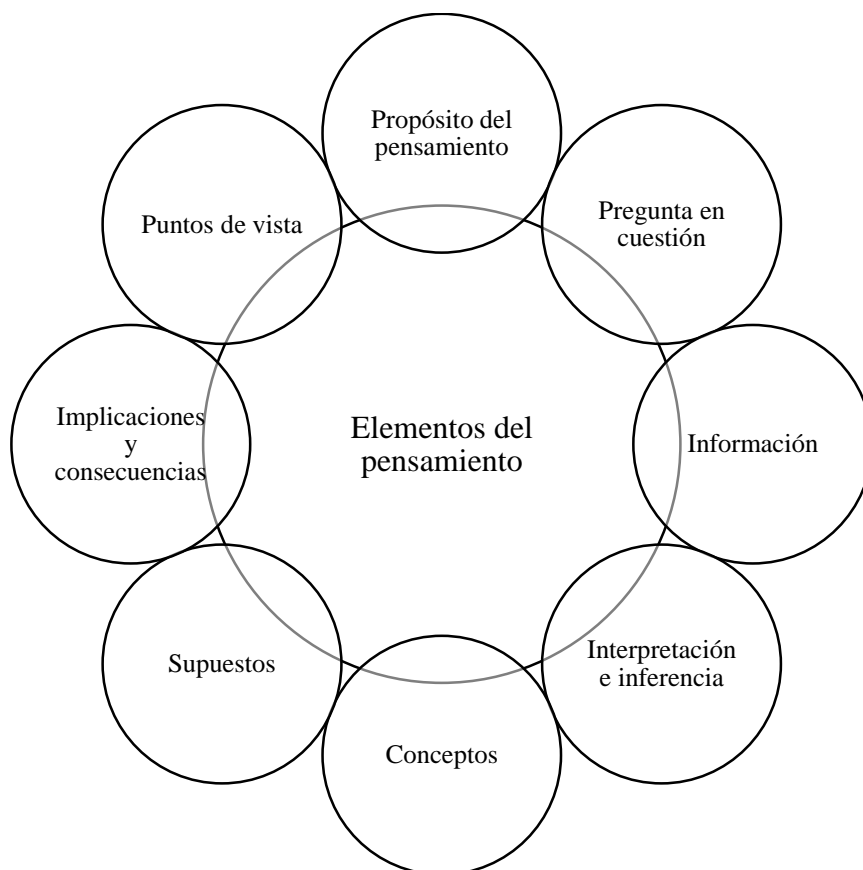 Propósito del
pensamiento
Pregunta en
cuestión
Información
Interpretación
e inferencia
Conceptos
Supuestos
Implicaciones
y
consecuencias
Puntos de vista
Elementos del
pensamiento